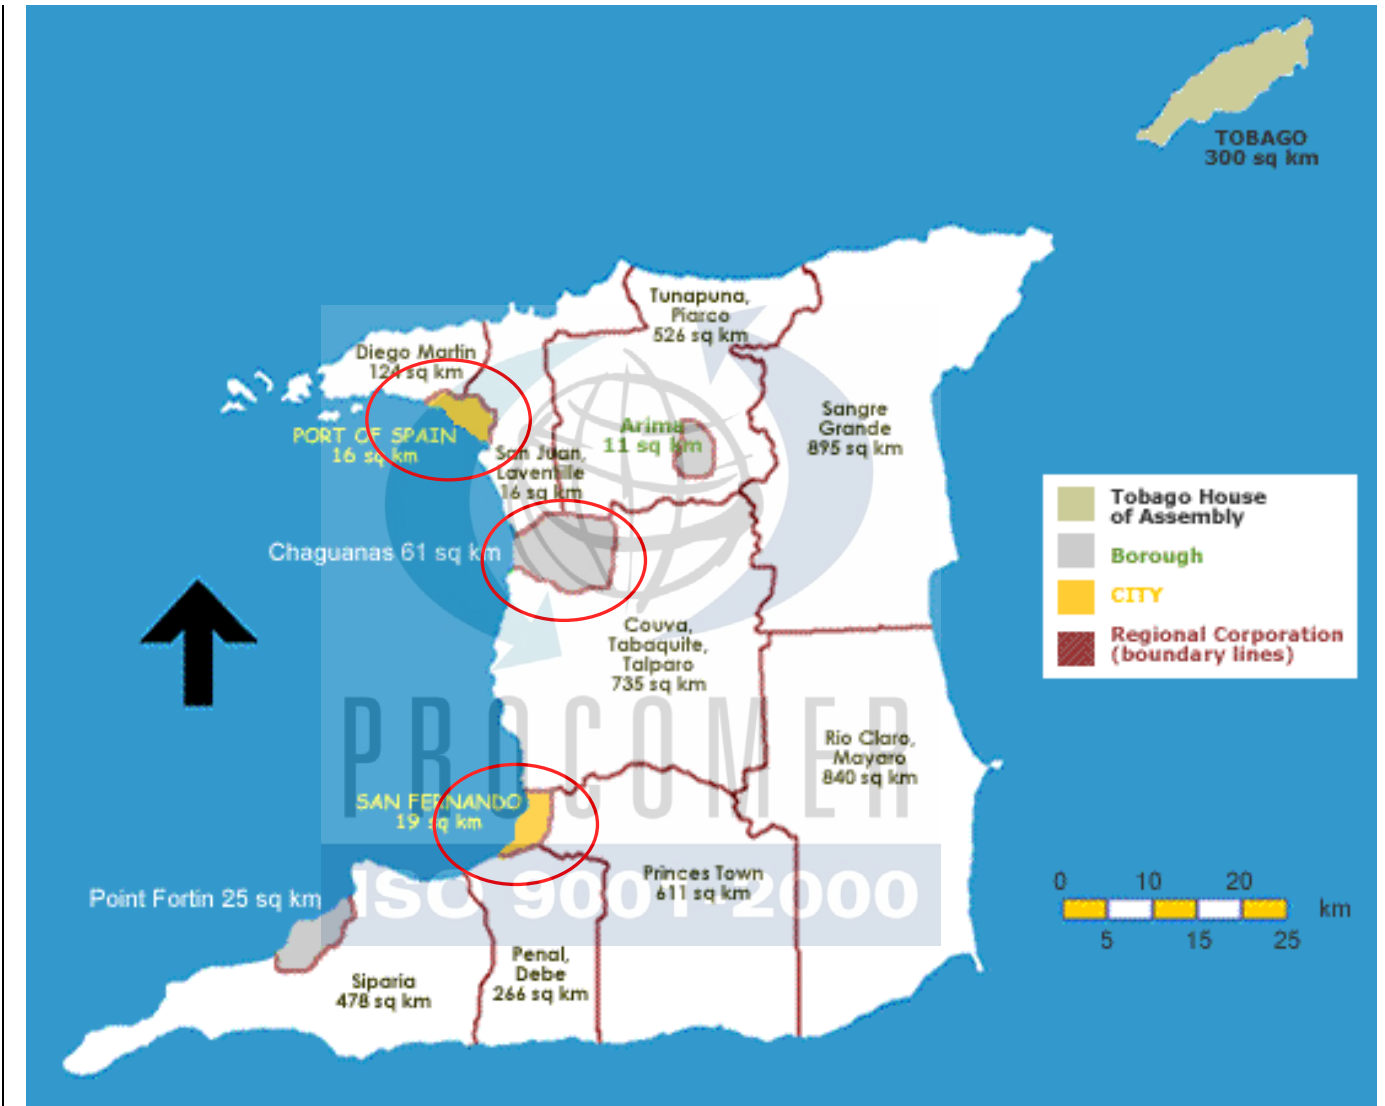 TOBAGO
300 sq km
Tunapuna,
Piarco
526 sq km
Diego Martin
124 sq km
PORT OF SPAIN
16 sq km
San Juan,
Laventille
16 sq km
Arima
11 sq km
Sangre
Grande
895 sq km
Tobago House
of Assembly
Borough
CITY
Regional Corporation
(boundary lines)
Chaguanas 61 sq km
Couva,
Tabaquite,
Talparo
735 sq km
PROCOMER
Rio Claro,
Mayaro
840 sq km
SAN FERNANDO
19 sq km
Point Fortin 25 sq km
ISO 9001-2000
Princes Town
611 sq km
Penal,
Debe
266 sq km
Siparia
478 sq km
0 10 20
km
5 15 25